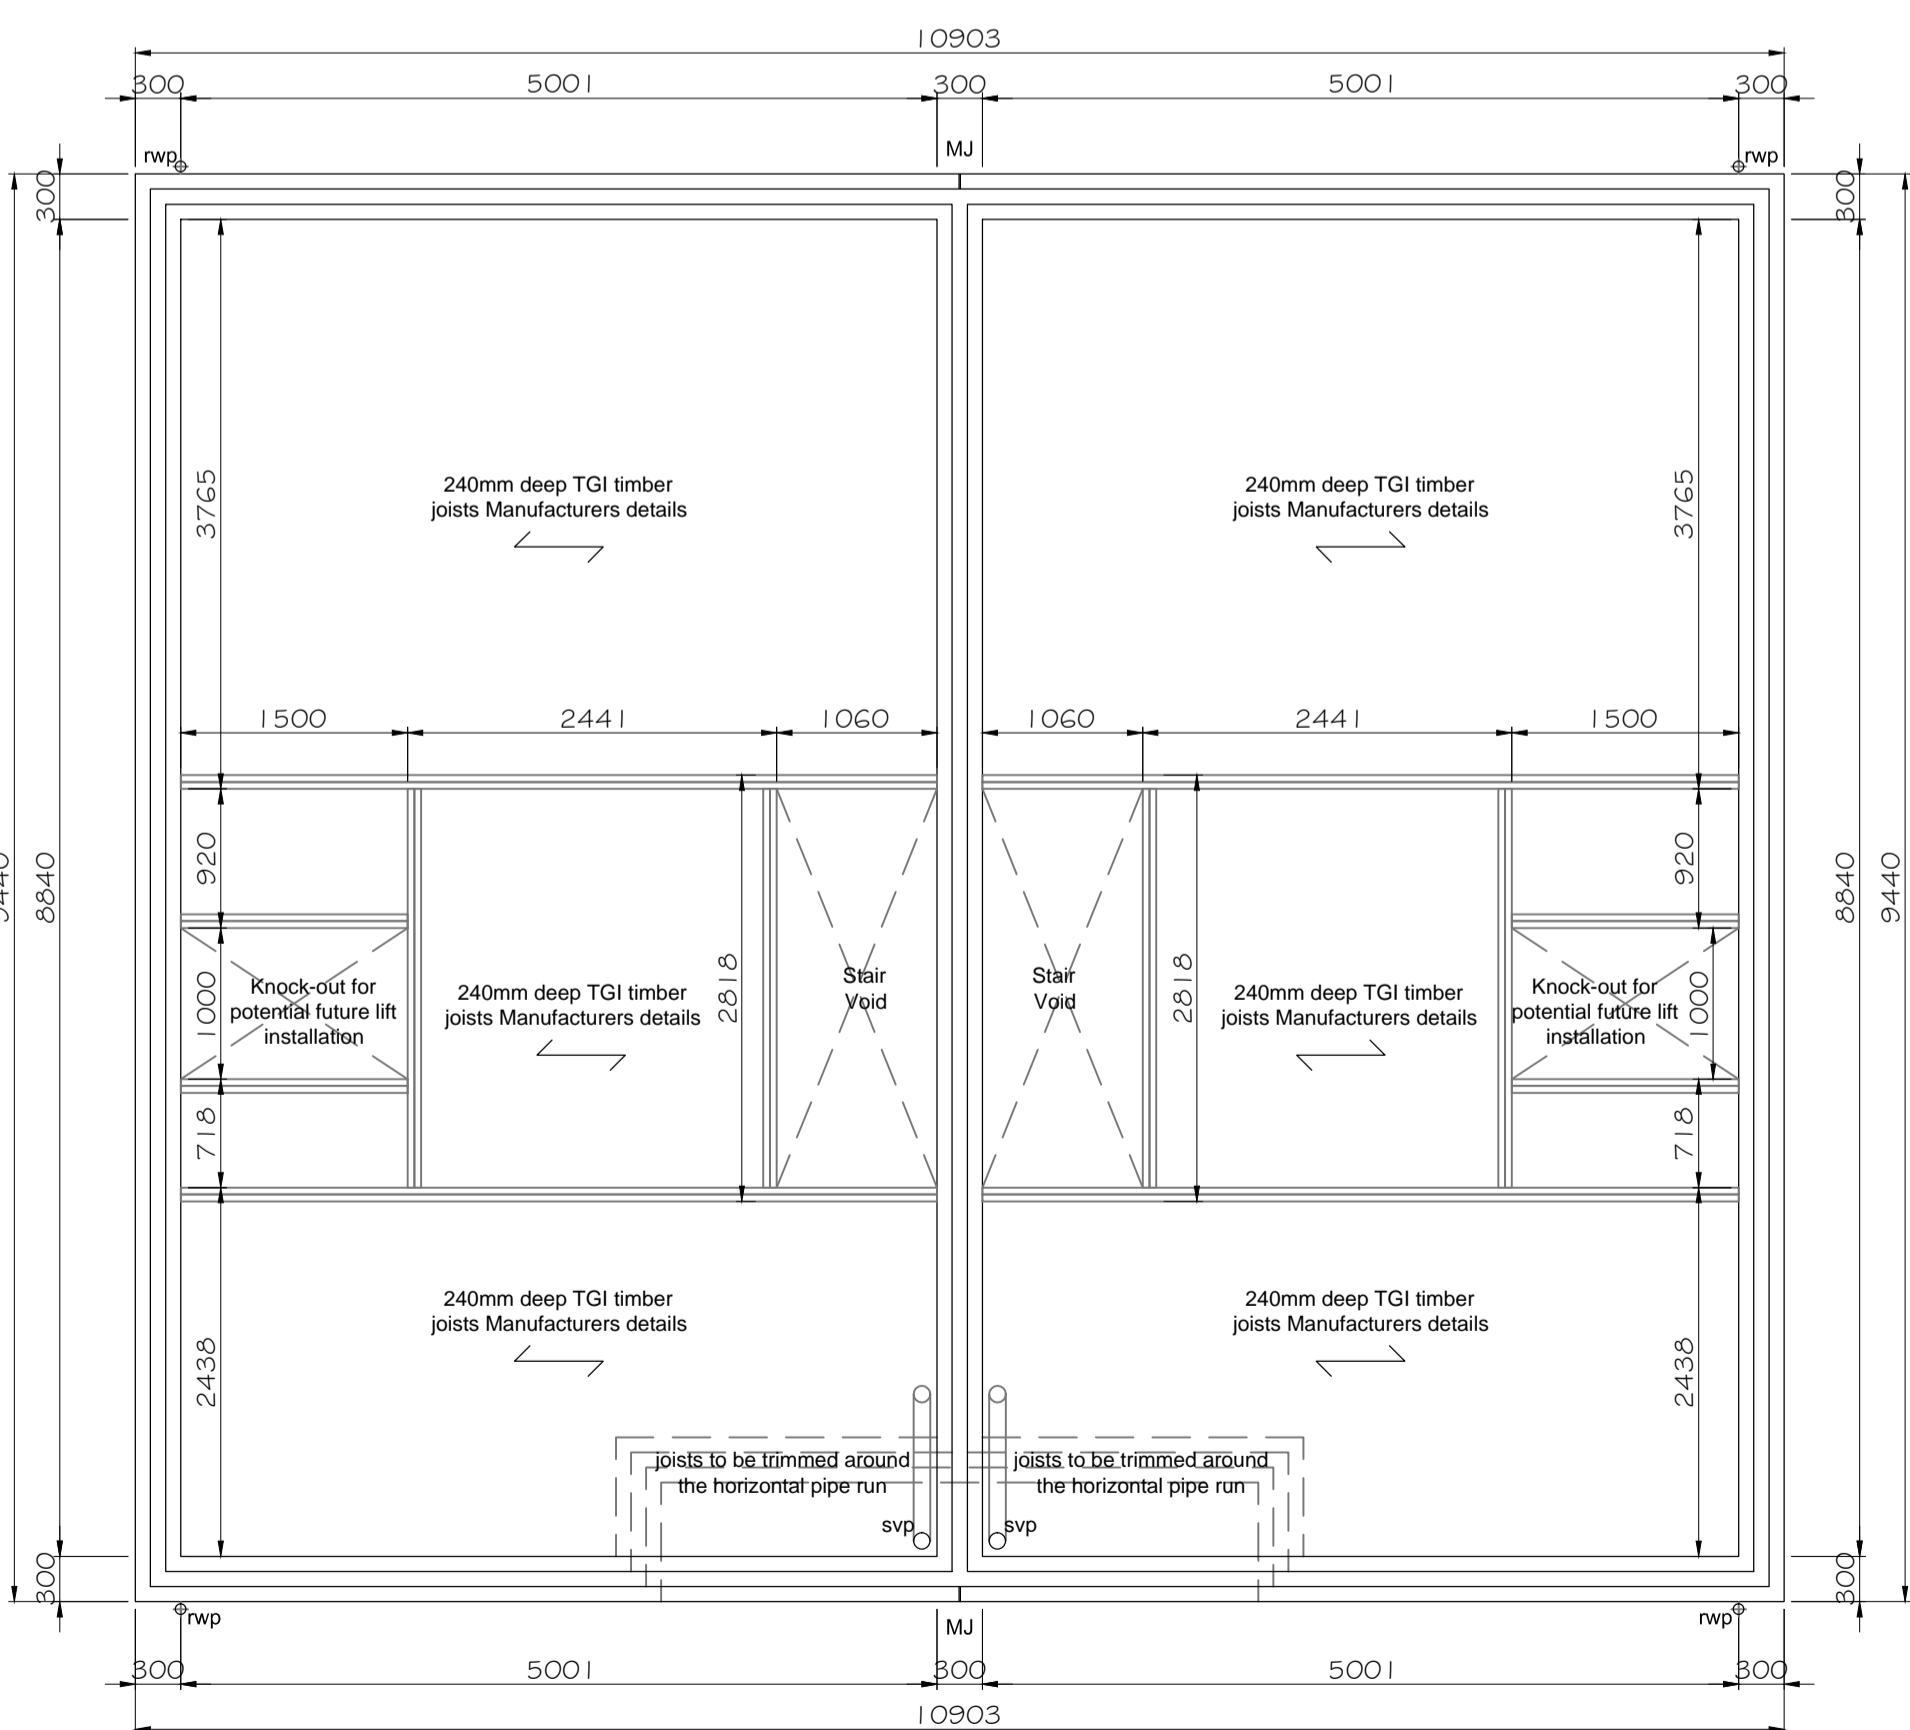 10903
300 5001 300 5001 300
rwp MJ rwp
300 300
3765 3765
240mm deep TGI timber
joists Manufacturers details
240mm deep TGI timber
joists Manufacturers details
1500 2441 1060 1060 2441 1500
920 920
8840 8840 9440
1000 1000
Knock-out for
potential future lift
installation
240mm deep TGI timber
joists Manufacturers details
2818
Stair
Void
Stair
Void
2818
240mm deep TGI timber
joists Manufacturers details
Knock-out for
potential future lift
installation
718 718
240mm deep TGI timber
joists Manufacturers details
240mm deep TGI timber
joists Manufacturers details
2438 2438
joists to be trimmed around
the horizontal pipe run
joists to be trimmed around
the horizontal pipe run
svp svp
300 300
rwp MJ rwp
300 5001 300 5001 300
10903